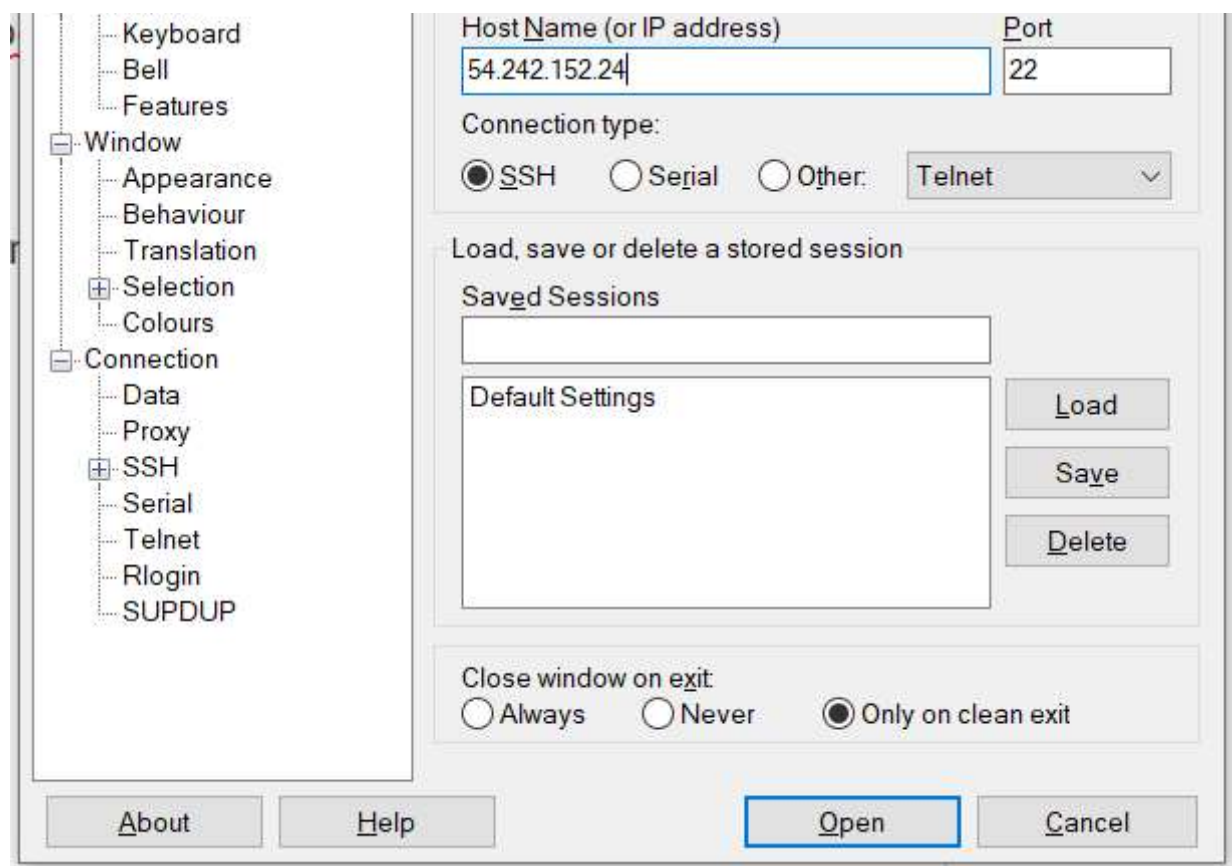 Keyboard
Bell
Features
Window
Appearance
Behaviour
Translation
Selection
Colours
Connection
Data
Proxy
SSH
Serial
Telnet
Rlogin
SUPDUP
Host Name (or IP address) Port
54.242.152.24 22
Connection type:
SSH Serial Other: Telnet
Load, save or delete a stored session
Saved Sessions
Default Settings
Load
Save
Delete
Close window on exit:
Always Never Only on clean exit
About Help Open Cancel